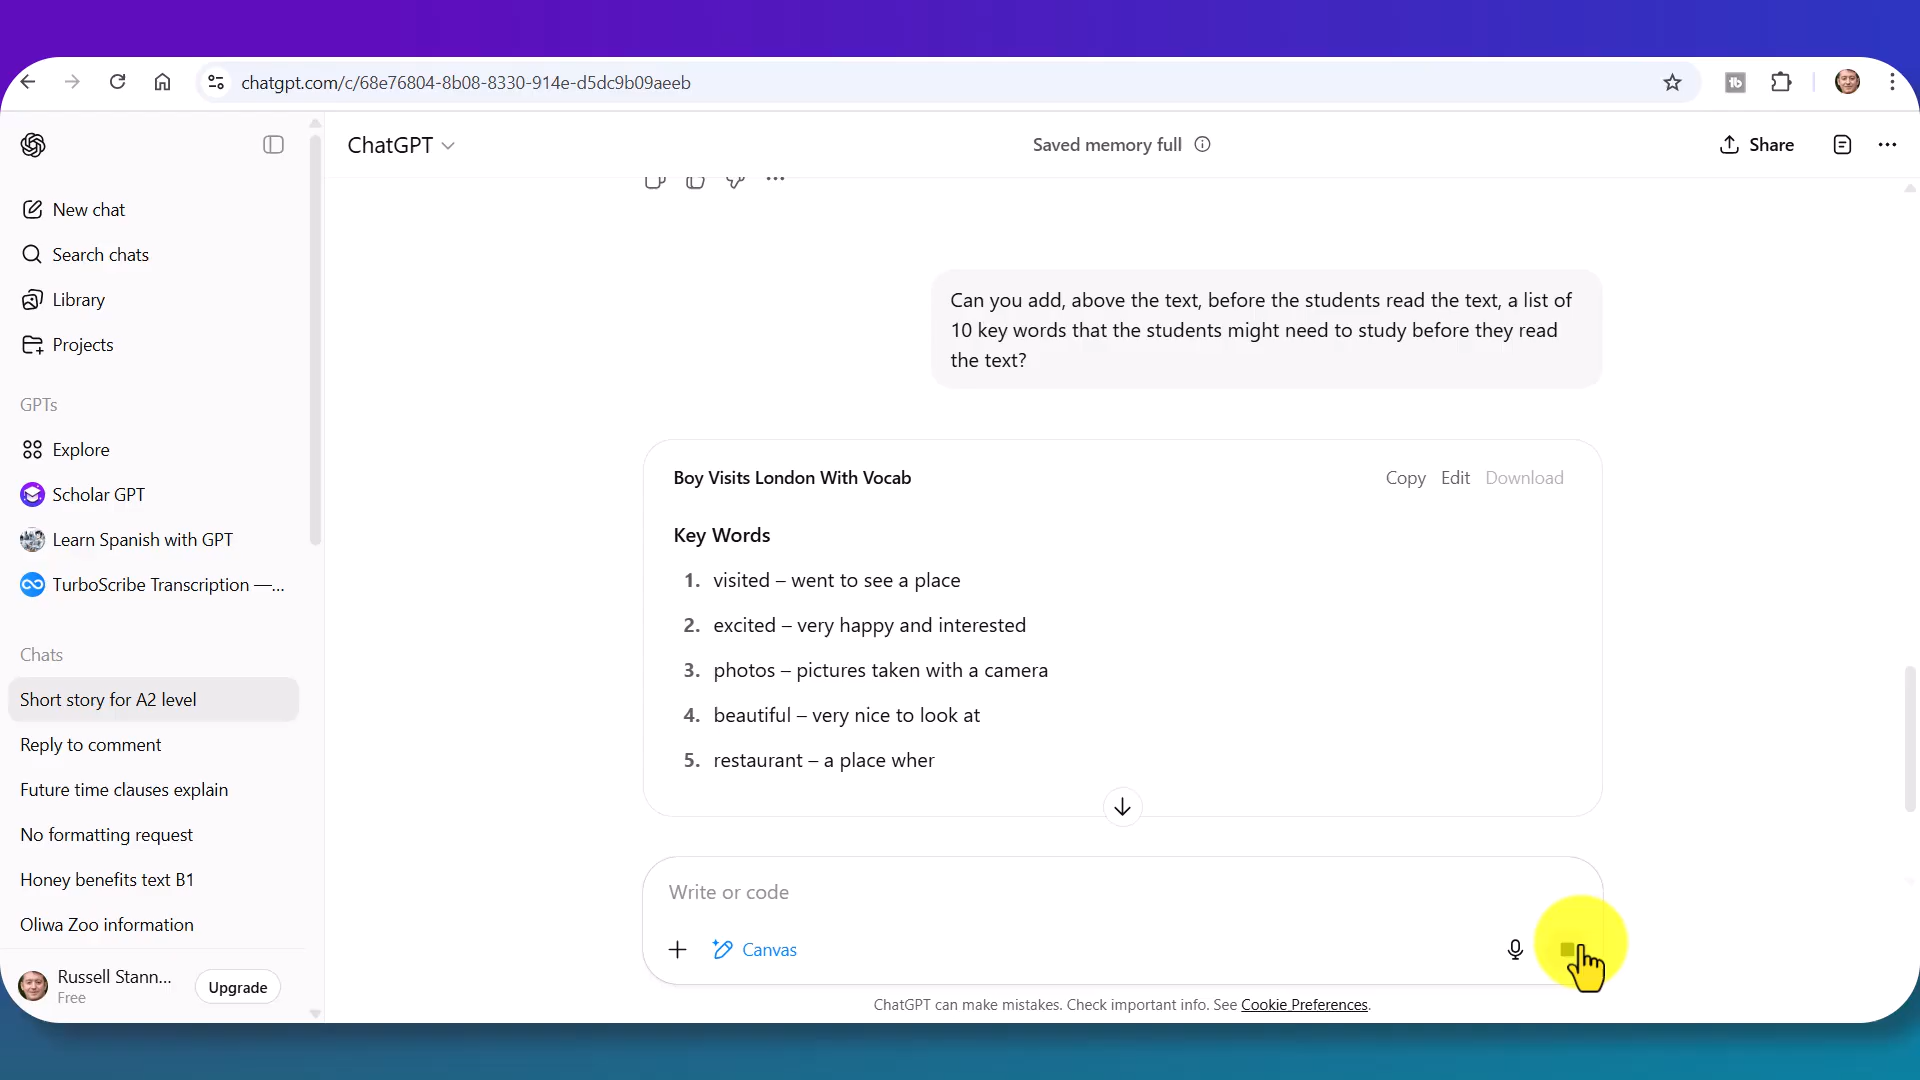 chatgpt.com/c/68e76804-8b08-8330-914e-d5dc9b09aeeb
ChatGPT
Saved memory full
Share
New chat
Search chats
Library
Projects
GPTs
Explore
Scholar GPT
Learn Spanish with GPT
TurboScribe Transcription —...
Chats
Short story for A2 level
Reply to comment
Future time clauses explain
No formatting request
Honey benefits text B1
Oliwa Zoo information
Russell Stann...
Free
Upgrade
Can you add, above the text, before the students read the text, a list of
10 key words that the students might need to study before they read
the text?
Boy Visits London With Vocab
Copy Edit Download
Key Words
1. visited – went to see a place
2. excited – very happy and interested
3. photos – pictures taken with a camera
4. beautiful – very nice to look at
5. restaurant – a place wher
Write or code
Canvas
ChatGPT can make mistakes. Check important info. See Cookie Preferences.